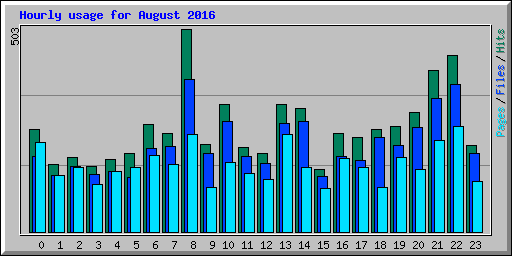 Hourly usage for August 2016
503
Pages/Files/Hits
0 1 2 3 4 5 6 7 8 9 10 11 12 13 14 15 16 17 18 19 20 21 22 23